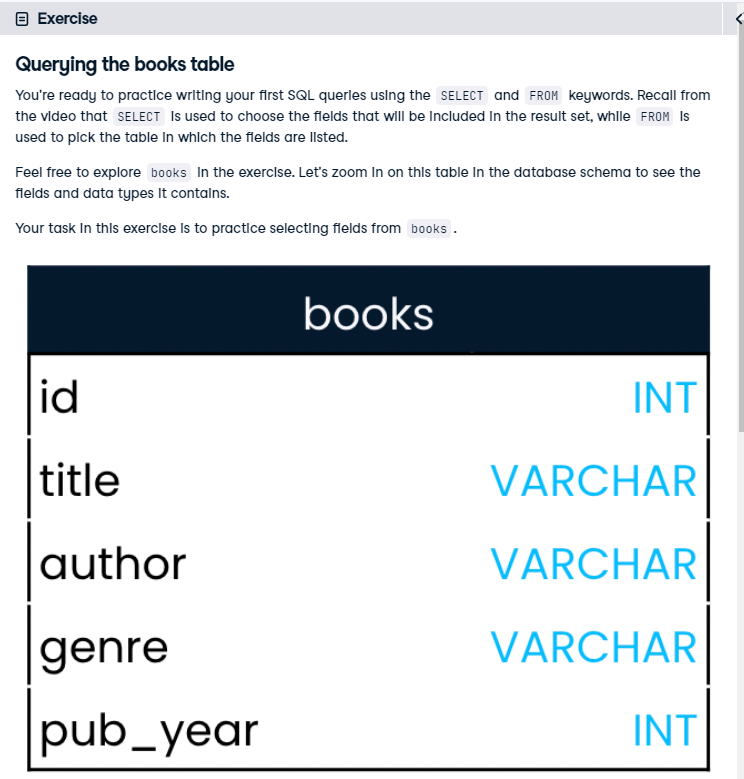 Exercise
Querying the books table
You're ready to practice writing your first SQL queries using the SELECT and FROM keywords. Recall from
the video that SELECT is used to choose the fields that will be included in the result set, while FROM is
used to pick the table in which the fields are listed.
Feel free to explore books in the exercise. Let's zoom in on this table in the database schema to see the
fields and data types it contains.
Your task in this exercise is to practice selecting fields from books.
books
id INT
title VARCHAR
author VARCHAR
genre VARCHAR
pub_year INT